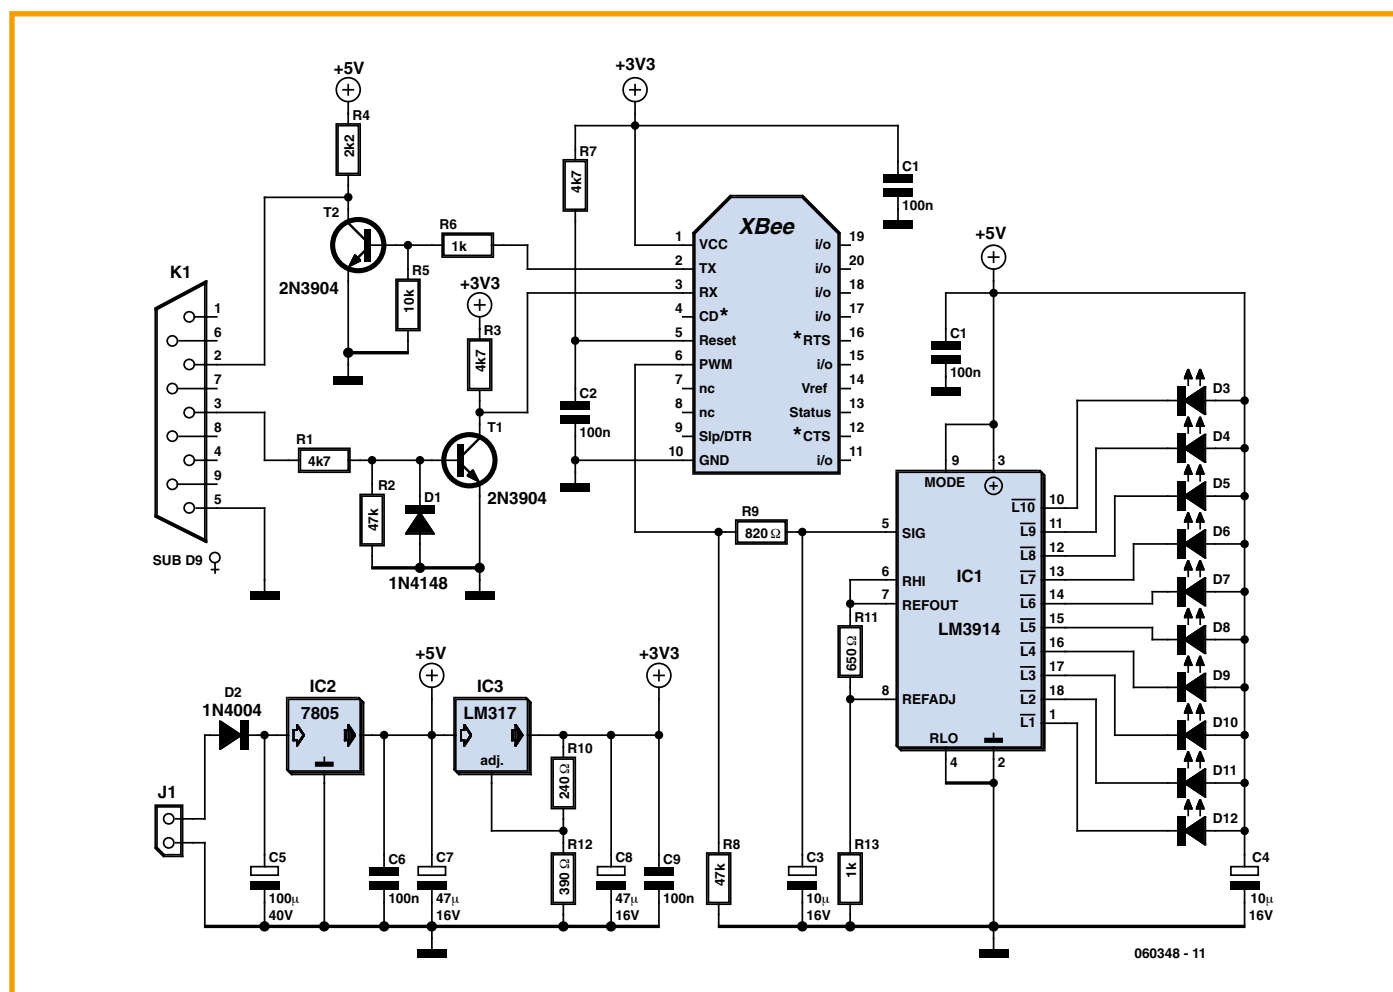 +5V
R4
2k2
T2
2N3904
R6
1k
R5
10k
K1
1
6
2
7
3
8
4
9
5
SUB D9
R1
4k7
R2
47k
D1
1N4148
+3V3
R3
4k7
T1
2N3904
+3V3
R7
4k7
C2
100n
C1
100n
XBee
1 VCC
2 TX
3 RX
4 CD*
5 Reset
6 PWM
7 nc
8 nc
9 Slp/DTR
10 GND
i/o 19
i/o 20
i/o 18
i/o 17
*RTS 16
i/o 15
Vref 14
Status 13
*CTS 12
i/o 11
+5V
C1
100n
9
3
MODE
5 SIG
6 RHI
7 REFOUT
8 REFADJ
IC1
LM3914
RLO
4
2
L10 10
L9 11
L8 12
L7 13
L6 14
L5 15
L4 16
L3 17
L2 18
L1 1
D3
D4
D5
D6
D7
D8
D9
D10
D11
D12
R9
820 Ω
R11
650 Ω
R8
47k
C3
10µ
16V
R13
1k
C4
10µ
16V
J1
D2
1N4004
IC2
7805
+5V
IC3
LM317
adj.
+3V3
R10
240 Ω
R12
390 Ω
C5
100µ
40V
C6
100n
C7
47µ
16V
C8
47µ
16V
C9
100n
060348 - 11